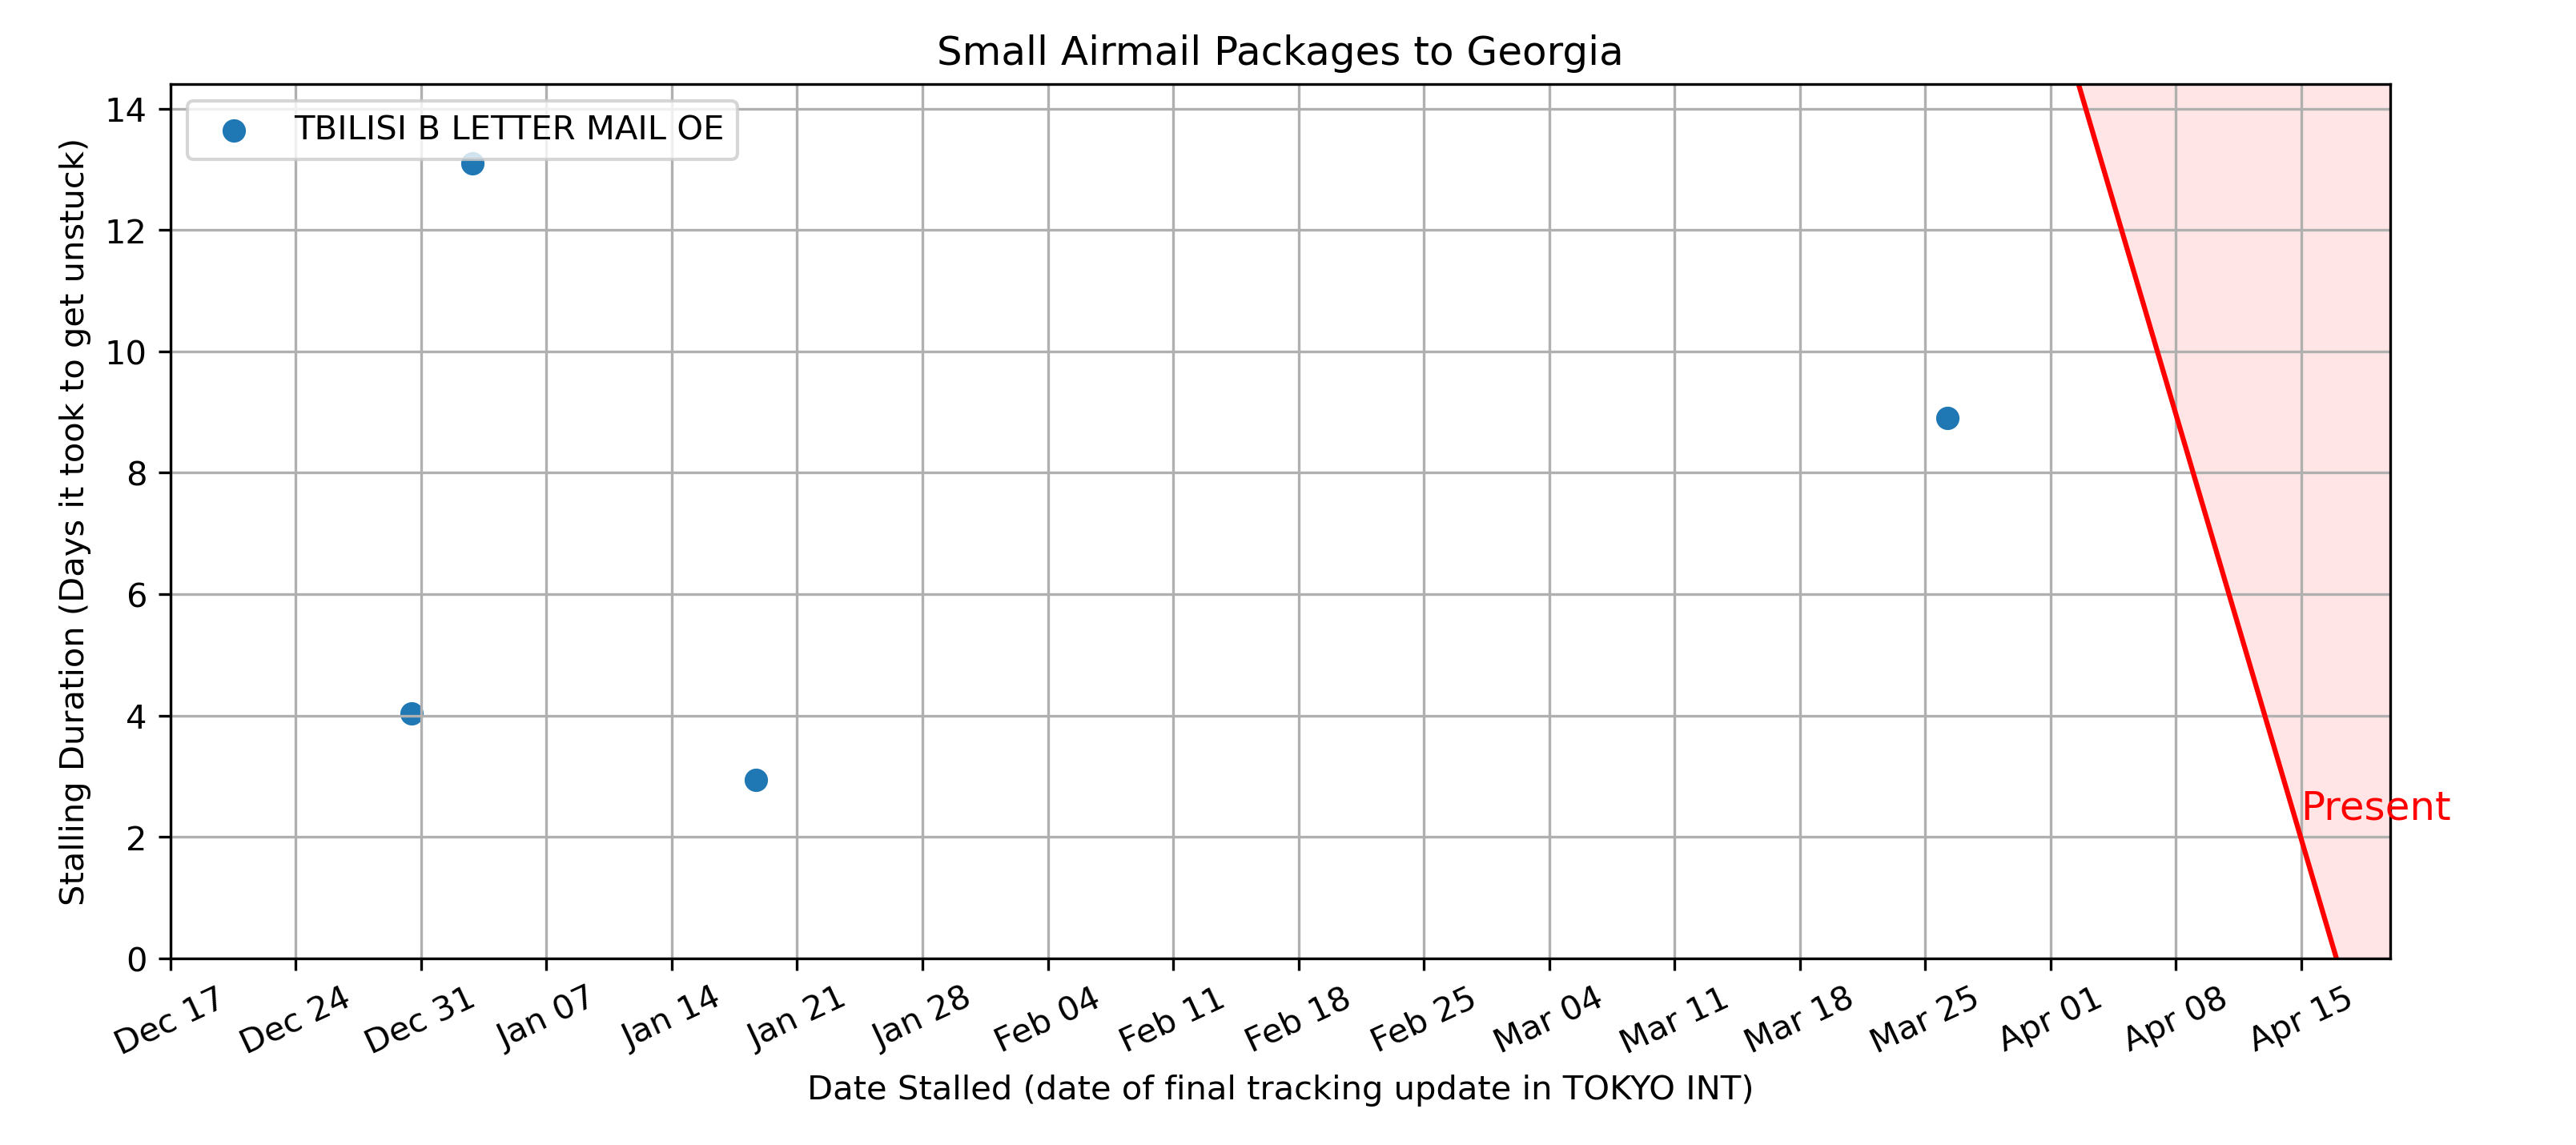 Small Airmail Packages to Georgia
TBILISI B LETTER MAIL OE
Stalling Duration (Days it took to get unstuck)
14
12
10
8
6
4
2
0
Present
Dec 17
Dec 24
Dec 31
Jan 07
Jan 14
Jan 21
Jan 28
Feb 04
Feb 11
Feb 18
Feb 25
Mar 04
Mar 11
Mar 18
Mar 25
Apr 01
Apr 08
Apr 15
Date Stalled (date of final tracking update in TOKYO INT)